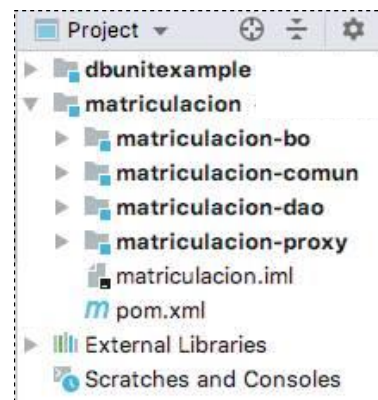 Project
dbunitexample
matriculacion
matriculacion-bo
matriculacion-comun
matriculacion-dao
matriculacion-proxy
matriculacion.iml
m pom.xml
External Libraries
Scratches and Consoles